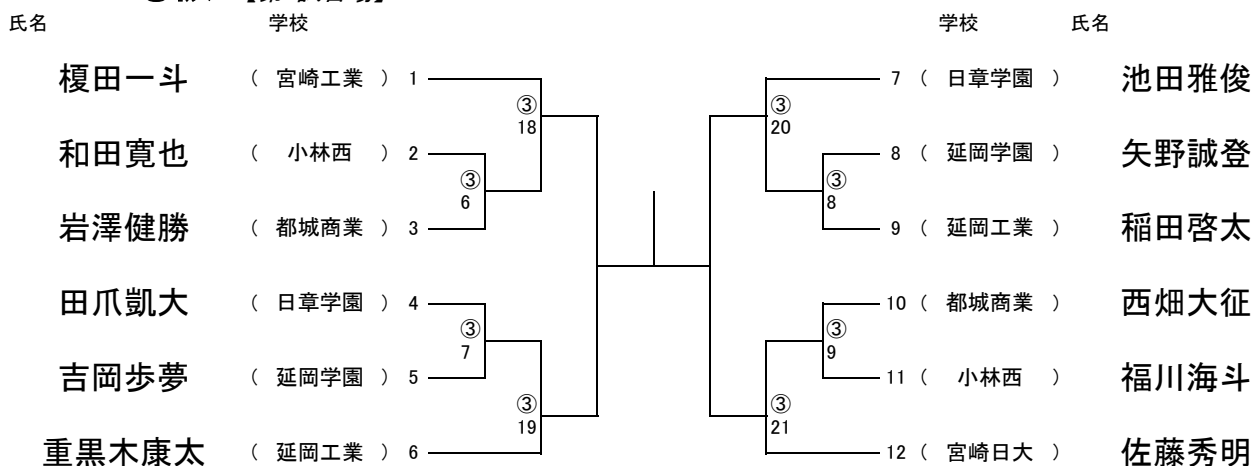 氏名 学校 学校 氏名
榎田一斗 ( 宮崎工業 ) 1 7 ( 日章学園 ) 池田雅俊
③ ③
18 20
和田寛也 ( 小林西 ) 2 8 ( 延岡学園 ) 矢野誠登
③ ③
6 8
岩澤健勝 ( 都城商業 ) 3 9 ( 延岡工業 ) 稲田啓太
田爪凱大 ( 日章学園 ) 4 10 ( 都城商業 ) 西畑大征
③ ③
7 9
吉岡歩夢 ( 延岡学園 ) 5 11 ( 小林西 ) 福川海斗
③ ③
19 21
重黒木康太 ( 延岡工業 ) 6 12 ( 宮崎日大 ) 佐藤秀明